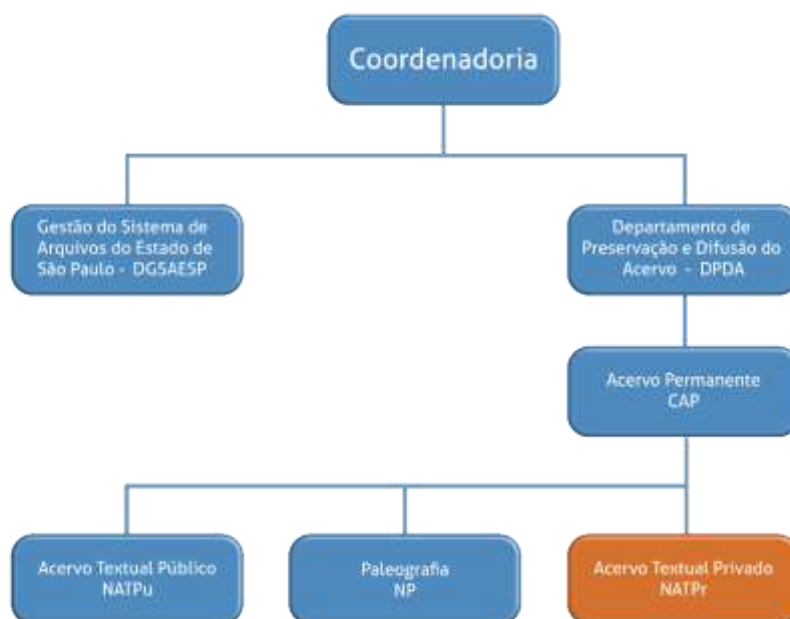 Coordenadoria
Gestão do Sistema de
Arquivos do Estado de
São Paulo - DGSAESP
Departamento de
Preservação e Difusão do
Acervo - DPDA
Acervo Permanente
CAP
Acervo Textual Público
NATPu
Paleografia
NP
Acervo Textual Privado
NATPr